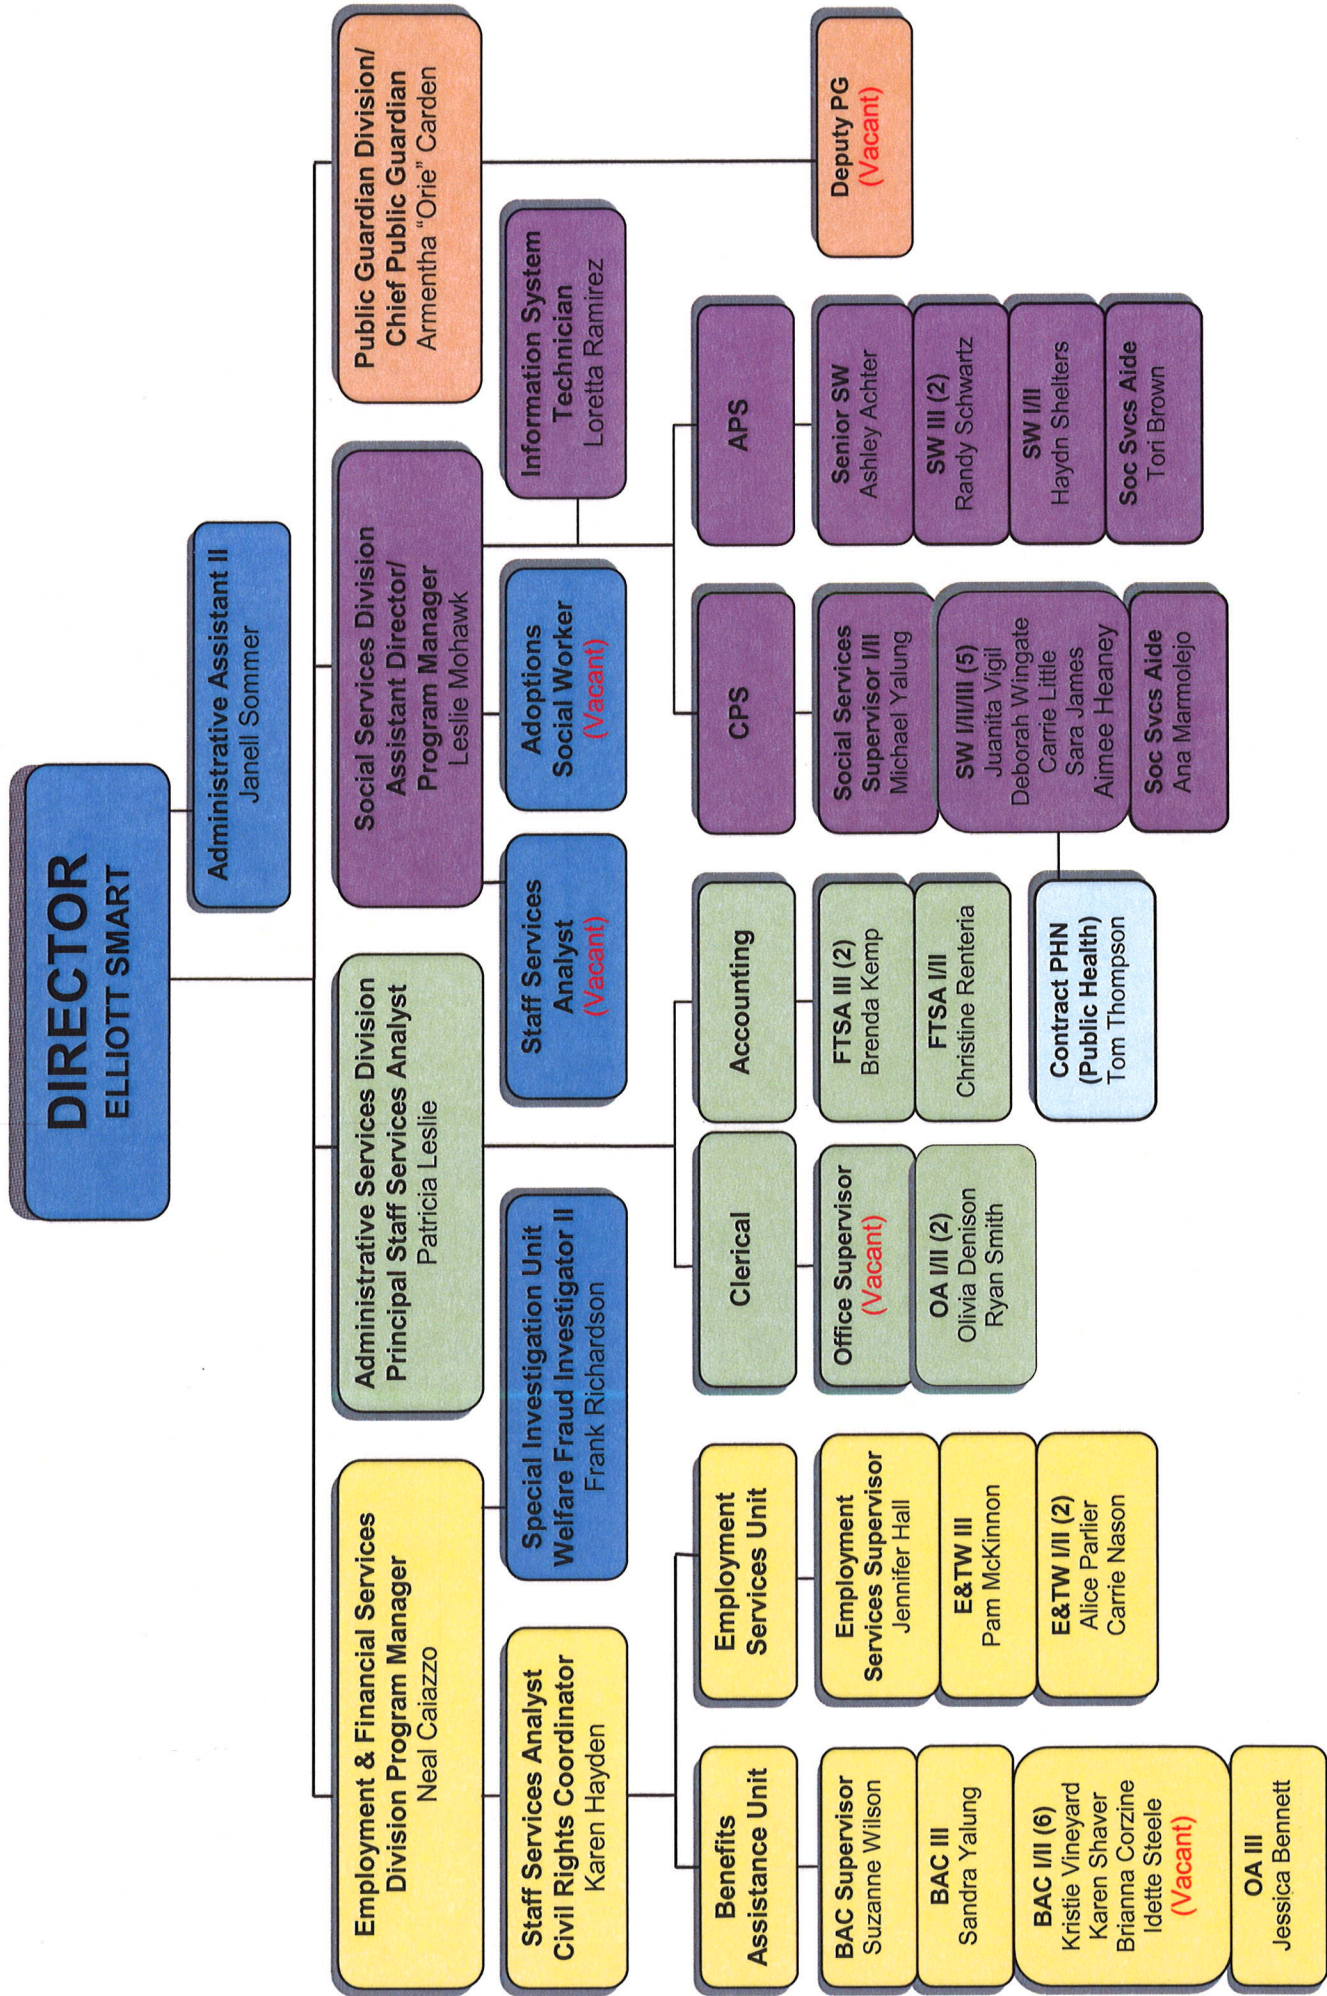 DIRECTOR
ELLIOTT SMART
Administrative Assistant II
Janell Sommer
Employment & Financial Services
Division Program Manager
Neal Caiazzo
Administrative Services Division
Principal Staff Services Analyst
Patricia Leslie
Social Services Division
Assistant Director/
Program Manager
Leslie Mohawk
Public Guardian Division/
Chief Public Guardian
Armentha "Orie" Carden
Staff Services Analyst
Civil Rights Coordinator
Karen Hayden
Special Investigation Unit
Welfare Fraud Investigator II
Frank Richardson
Staff Services
Analyst
(Vacant)
Adoptions
Social Worker
(Vacant)
Information System
Technician
Loretta Ramirez
Benefits
Assistance Unit
BAC Supervisor
Suzanne Wilson
BAC III
Sandra Yalung
BAC I/II (6)
Kristie Vineyard
Karen Shaver
Brianna Corzine
Idette Steele
(Vacant)
OA III
Jessica Bennett
Employment
Services Unit
Employment
Services Supervisor
Jennifer Hall
E&TW III
Pam McKinnon
E&TW I/II (2)
Alice Parlier
Carrie Nason
Clerical
Office Supervisor
(Vacant)
OA I/II (2)
Olivia Denison
Ryan Smith
Accounting
FTSA III (2)
Brenda Kemp
FTSA I/II
Christine Renteria
Contract PHN
(Public Health)
Tom Thompson
CPS
Social Services
Supervisor I/II
Michael Yalung
SW I/II/III (5)
Juanita Vigil
Deborah Wingate
Carrie Little
Sara James
Aimee Heaney
Soc Svcs Aide
Ana Marmolejo
APS
Senior SW
Ashley Achter
SW III (2)
Randy Schwartz
SW I/II
Haydn Shelters
Soc Svcs Aide
Tori Brown
Deputy PG
(Vacant)